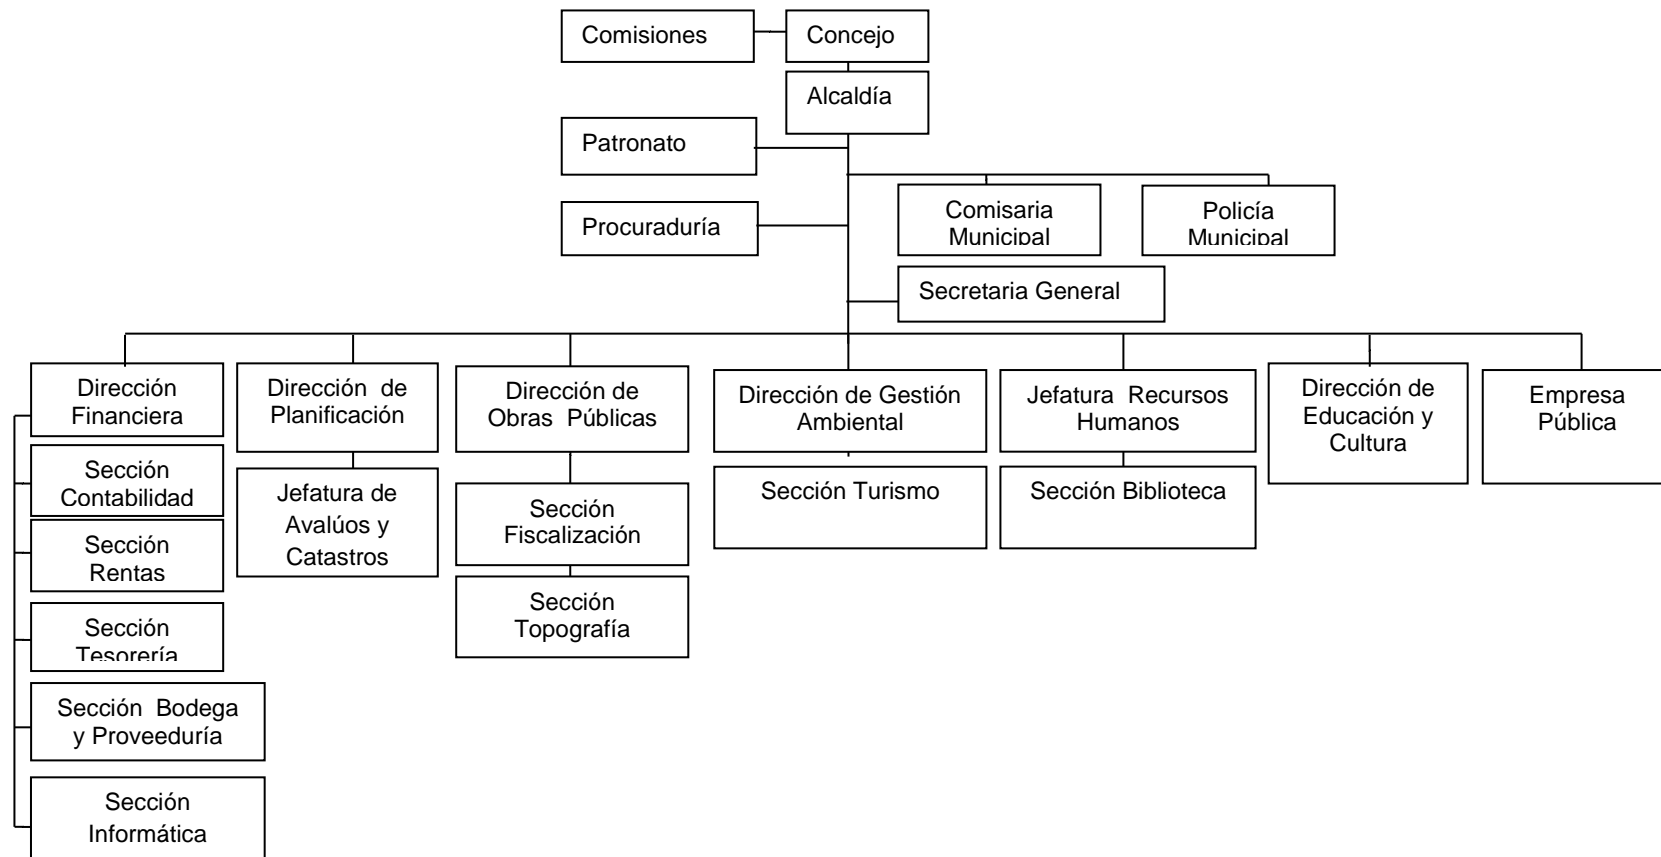 Comisiones
Concejo
Alcaldía
Patronato
Procuraduría
Comisaria
Municipal
Policía
Municipal
Secretaria General
Dirección
Financiera
Dirección de
Planificación
Dirección de
Obras Públicas
Dirección de Gestión
Ambiental
Jefatura Recursos
Humanos
Dirección de
Educación y
Cultura
Empresa
Pública
Sección
Contabilidad
Sección
Rentas
Sección
Tesorería
Sección Bodega
y Proveeduría
Sección
Informática
Jefatura de
Avalúos y
Catastros
Sección
Fiscalización
Sección
Topografía
Sección Turismo
Sección Biblioteca